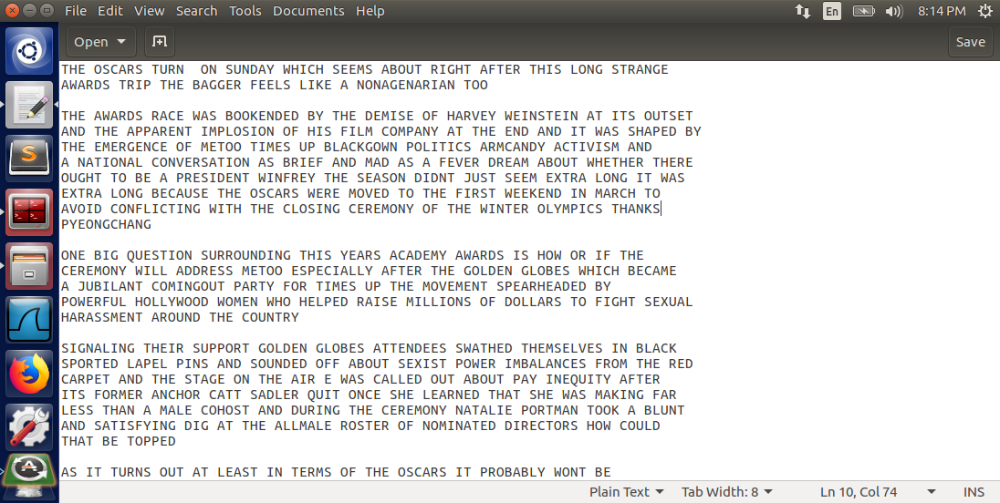 File Edit View Search Tools Documents Help
En
8:14 PM
Open
Save
THE OSCARS TURN  ON SUNDAY WHICH SEEMS ABOUT RIGHT AFTER THIS LONG STRANGE
AWARDS TRIP THE BAGGER FEELS LIKE A NONAGENARIAN TOO
THE AWARDS RACE WAS BOOKENDED BY THE DEMISE OF HARVEY WEINSTEIN AT ITS OUTSET
AND THE APPARENT IMPLOSION OF HIS FILM COMPANY AT THE END AND IT WAS SHAPED BY
THE EMERGENCE OF METOO TIMES UP BLACKGOWN POLITICS ARMCANDY ACTIVISM AND
A NATIONAL CONVERSATION AS BRIEF AND MAD AS A FEVER DREAM ABOUT WHETHER THERE
OUGHT TO BE A PRESIDENT WINFREY THE SEASON DIDNT JUST SEEM EXTRA LONG IT WAS
EXTRA LONG BECAUSE THE OSCARS WERE MOVED TO THE FIRST WEEKEND IN MARCH TO
AVOID CONFLICTING WITH THE CLOSING CEREMONY OF THE WINTER OLYMPICS THANKS
PYEONGCHANG
ONE BIG QUESTION SURROUNDING THIS YEARS ACADEMY AWARDS IS HOW OR IF THE
CEREMONY WILL ADDRESS METOO ESPECIALLY AFTER THE GOLDEN GLOBES WHICH BECAME
A JUBILANT COMINGOUT PARTY FOR TIMES UP THE MOVEMENT SPEARHEADED BY
POWERFUL HOLLYWOOD WOMEN WHO HELPED RAISE MILLIONS OF DOLLARS TO FIGHT SEXUAL
HARASSMENT AROUND THE COUNTRY
SIGNALING THEIR SUPPORT GOLDEN GLOBES ATTENDEES SWATHED THEMSELVES IN BLACK
SPORTED LAPEL PINS AND SOUNDED OFF ABOUT SEXIST POWER IMBALANCES FROM THE RED
CARPET AND THE STAGE ON THE AIR E WAS CALLED OUT ABOUT PAY INEQUITY AFTER
ITS FORMER ANCHOR CATT SADLER QUIT ONCE SHE LEARNED THAT SHE WAS MAKING FAR
LESS THAN A MALE COHOST AND DURING THE CEREMONY NATALIE PORTMAN TOOK A BLUNT
AND SATISFYING DIG AT THE ALLMALE ROSTER OF NOMINATED DIRECTORS HOW COULD
THAT BE TOPPED
AS IT TURNS OUT AT LEAST IN TERMS OF THE OSCARS IT PROBABLY WONT BE
Plain Text
Tab Width: 8
Ln 10, Col 74
INS